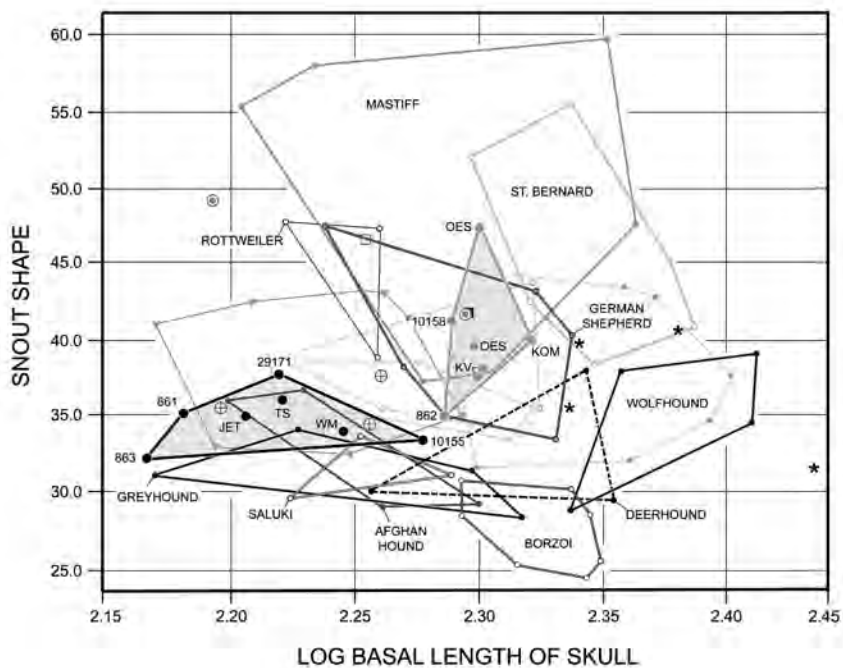 60.0
55.0
50.0
45.0
40.0
35.0
30.0
25.0
SNOUT SHAPE
MASTIFF
ST. BERNARD
ROTTWEILER
OES
10158
GERMAN
SHEPHERD
OES
KOM
KV
29171
861
TS
862
JET
WM
WOLFHOUND
863
10155
GREYHOUND
SALUKI
AFGHAN
HOUND
DEERHOUND
BORZOI
2.15
2.20
2.25
2.30
2.35
2.40
2.45
LOG BASAL LENGTH OF SKULL